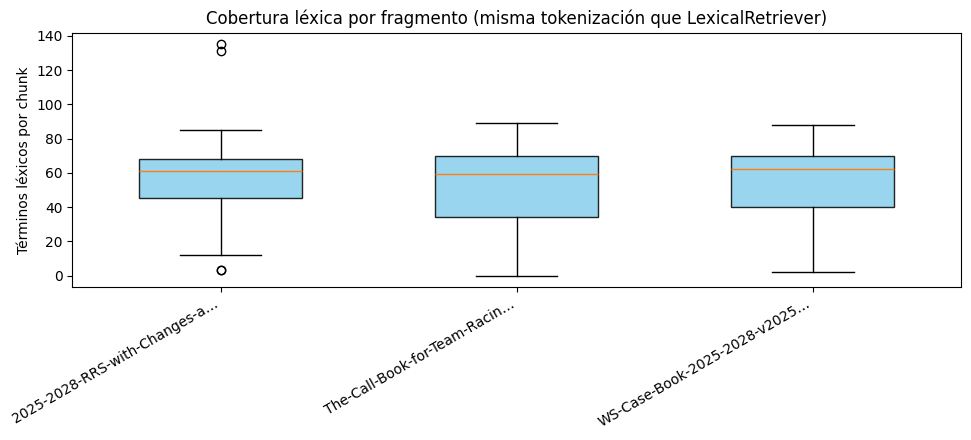 Cobertura léxica por fragmento (misma tokenización que LexicalRetriever)
Términos léxicos por chunk
140
120
100
80
60
40
20
0
2025-2028-RRS-with-Changes-a...
The-Call-Book-for-Team-Racin...
WS-Case-Book-2025-2028-v2025...